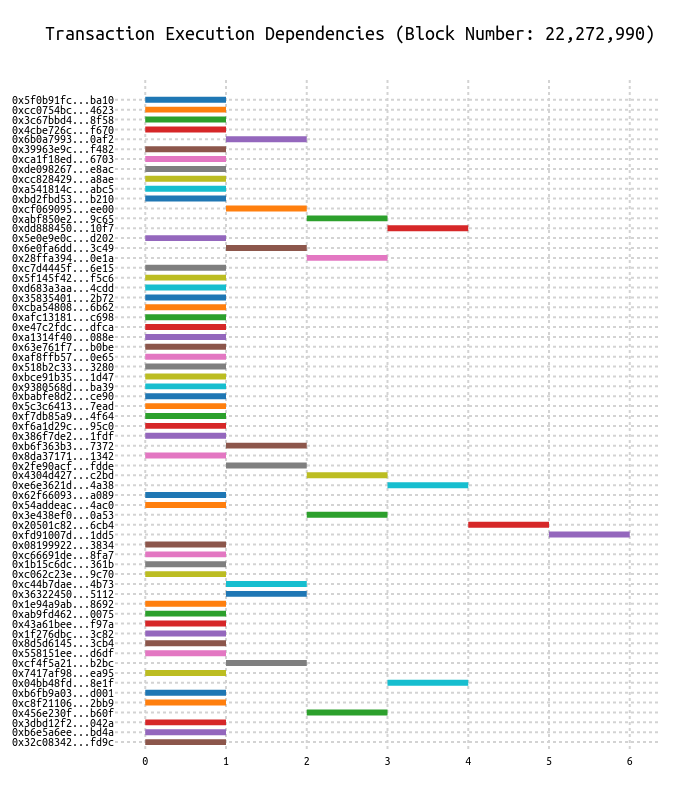 Transaction Execution Dependencies (Block Number: 22,272,990)
0x5f0b91fc...ba10
0xcc0754bc...4623
0x3c67bbd4...8f58
0x4cbe726c...f670
0x6b0a7993...0af2
0x39963e9c...f482
0xca1f18ed...6703
0xde098267...e8ac
0xcc828429...a8ae
0xa541814c...abc5
0xbd2fbd53...b210
0xcf069095...ee00
0xabf850e2...9c65
0xdd888450...10f7
0x5e0e9e0c...d202
0x6e0fa6dd...3c49
0x28ffa394...0e1a
0xc7d4445f...6e15
0x5f145f42...f5c6
0xd683a3aa...4cdd
0x35835401...2b72
0xcba54808...6b62
0xafc13181...c698
0xe47c2fdc...dfca
0xa1314f40...088e
0x63e761f7...b0be
0xaf8ffb57...0e65
0x518b2c33...3280
0xbce91b35...1d47
0x9380568d...ba39
0xbabfe8d2...ce90
0x5c3c6413...7ead
0xf7db85a9...4f64
0xf6a1d29c...95c0
0x386f7de2...1fdf
0xb6f363b3...7372
0x8da37171...1342
0x2fe90acf...fdde
0x4304d427...c2bd
0xe6e3621d...4a38
0x62f66093...a089
0x54addeac...4ac0
0x3e438ef0...0a53
0x20501c82...6cb4
0xfd91007d...1dd5
0x08199922...3834
0xc66691de...8fa7
0x1b15c6dc...361b
0xc062c23e...9c70
0xc44b7dae...4b73
0x36322450...5112
0x1e94a9ab...8692
0xab9fd462...0075
0x43a61bee...f97a
0x1f276dbc...3c82
0x8d5d6145...3cb4
0x558151ee...d6df
0xcf4f5a21...b2bc
0x7417af98...ea95
0x04bb48fd...8e1f
0xb6fb9a03...d001
0xc8f21106...2bb9
0x456e230f...b60f
0x3dbd12f2...042a
0xb6e5a6ee...bd4a
0x32c08342...fd9c
0 1 2 3 4 5 6